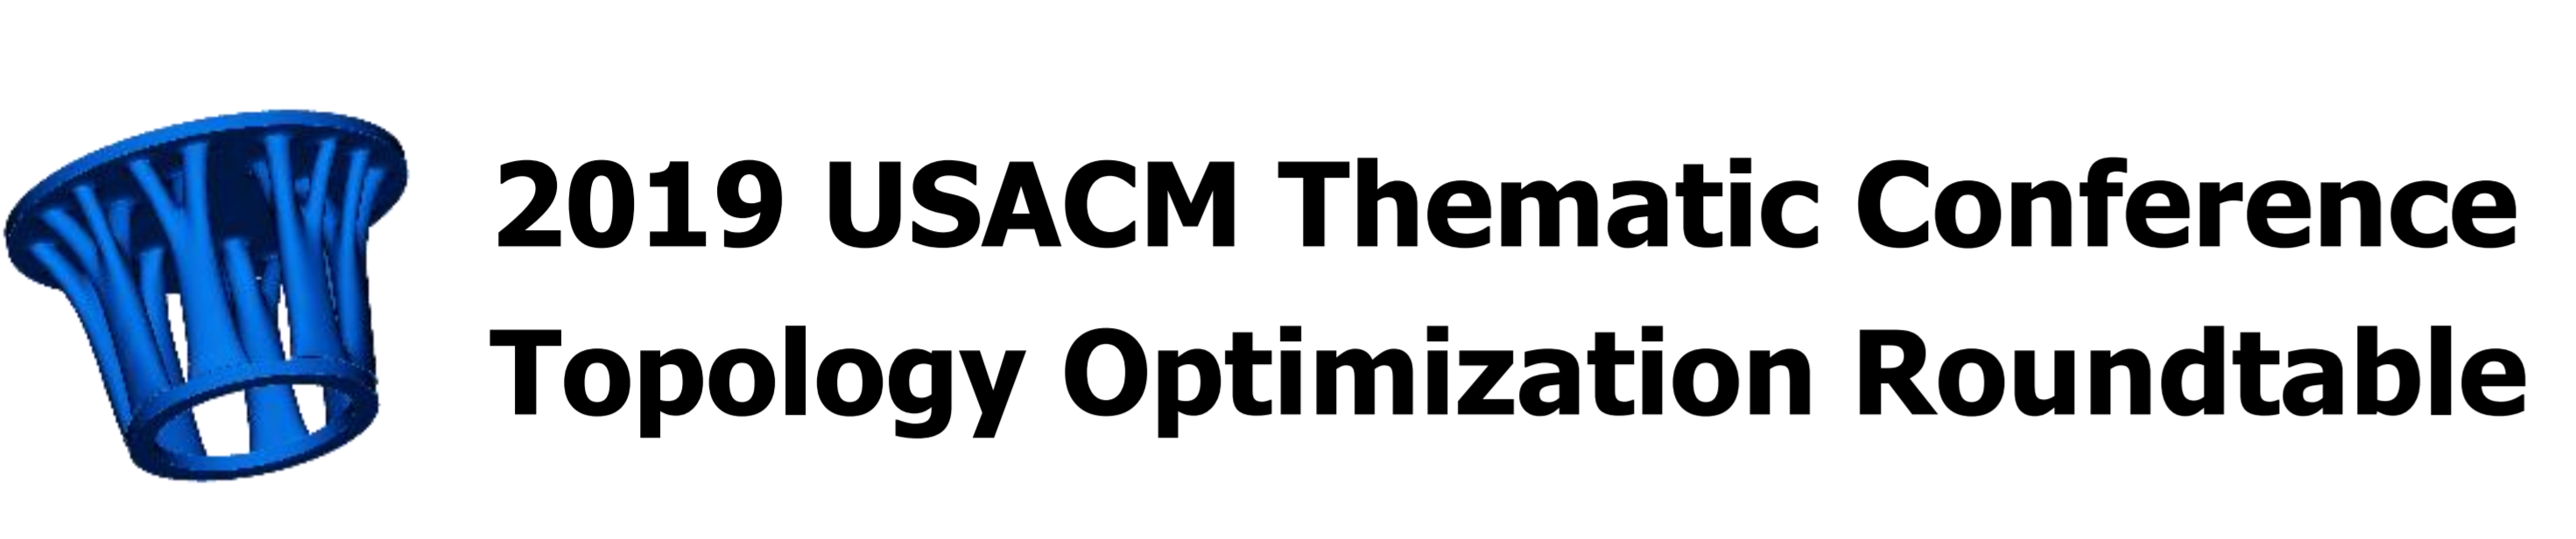 2019 USACM Thematic Conference
Topology Optimization Roundtable